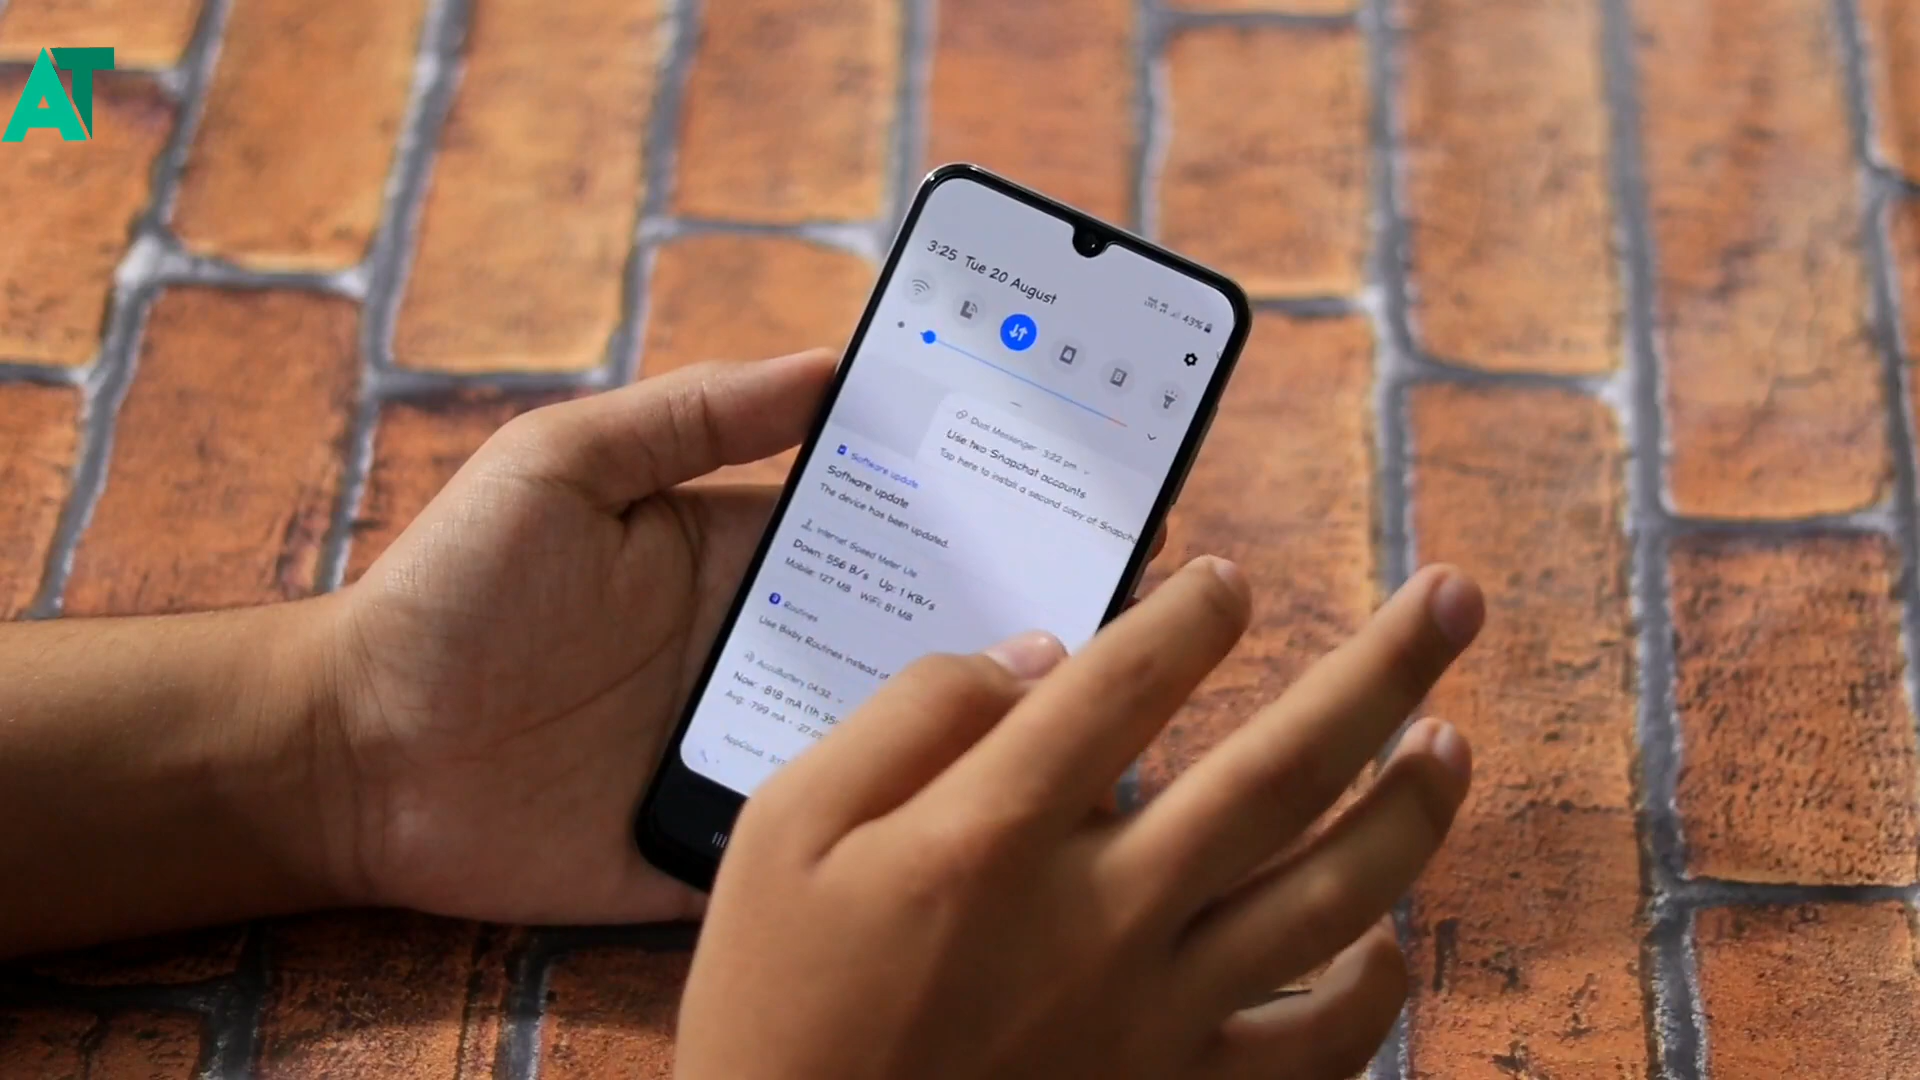 AT
3:25 Tue 20 August
43%
Dual Messenger 3:22 pm
Use two Snapchat accounts
Tap here to install a second copy of Snapcha
Software update
Software update
The device has been updated.
Internet Speed Meter Lite
Down: 556 B/s Up: 1 KB/s
Mobile: 127 MB WiFi: 81 MB
Routines
Use Bixby Routines instead of
AccuBattery 04:32
Now: -818 mA (1h 35
Avg: -799 mA
AppCloud